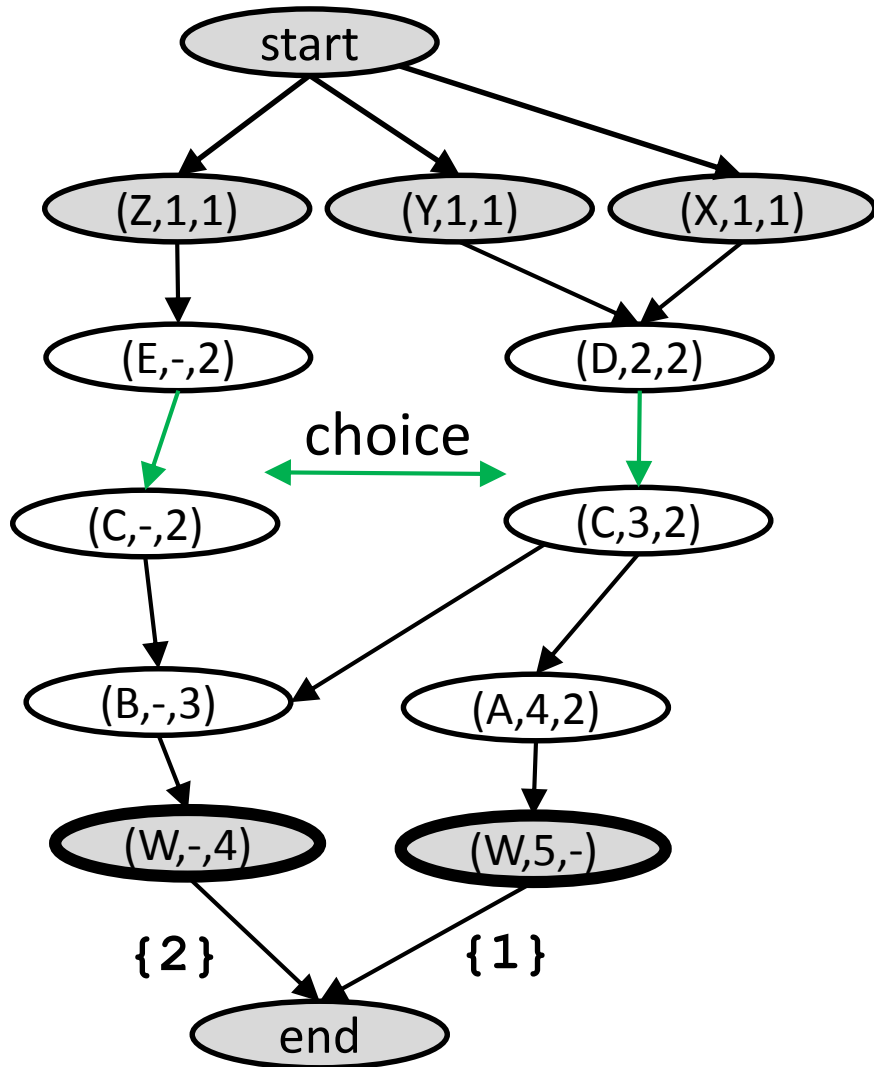 start
(Z,1,1) (Y,1,1) (X,1,1)
(E,-,2) (D,2,2)
choice
(C,-,2) (C,3,2)
(B,-,3) (A,4,2)
(W,-,4) (W,5,-)
{2} {1}
end